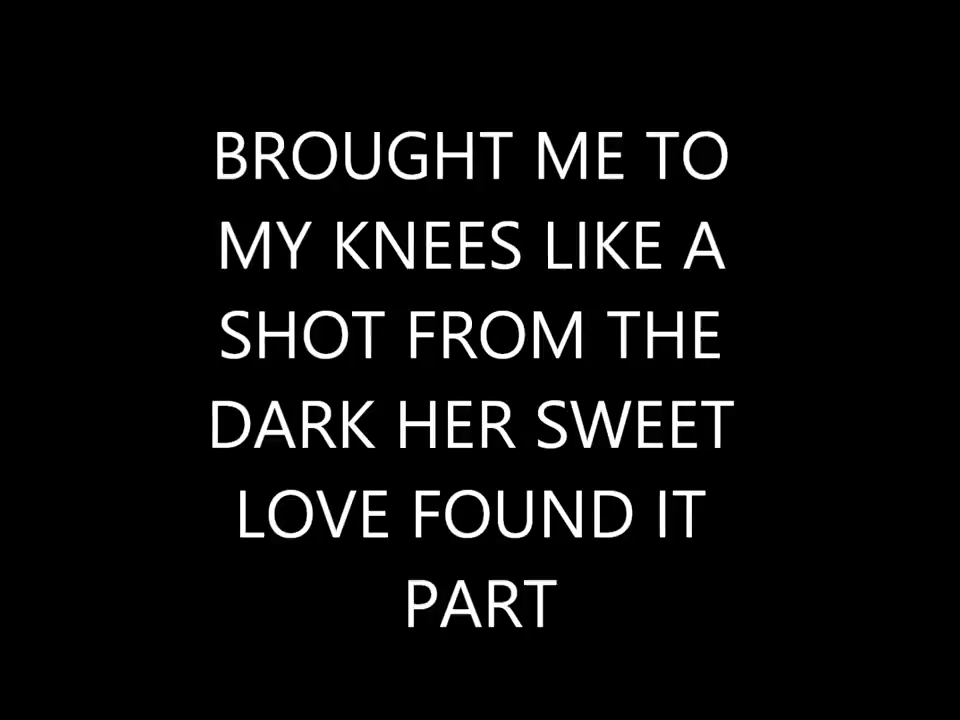 BROUGHT ME TO
MY KNEES LIKE A
SHOT FROM THE
DARK HER SWEET
LOVE FOUND IT
PART